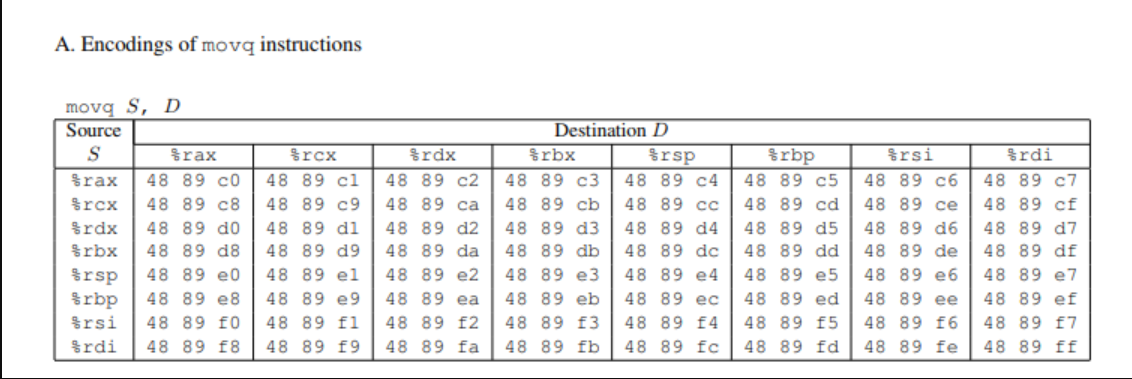 A. Encodings of movq instructions
movq S, D
Source Destination D
S %rax %rcx %rdx %rbx %rsp %rbp %rsi %rdi
%rax 48 89 c0 48 89 c1 48 89 c2 48 89 c3 48 89 c4 48 89 c5 48 89 c6 48 89 c7
%rcx 48 89 c8 48 89 c9 48 89 ca 48 89 cb 48 89 cc 48 89 cd 48 89 ce 48 89 cf
%rdx 48 89 d0 48 89 d1 48 89 d2 48 89 d3 48 89 d4 48 89 d5 48 89 d6 48 89 d7
%rbx 48 89 d8 48 89 d9 48 89 da 48 89 db 48 89 dc 48 89 dd 48 89 de 48 89 df
%rsp 48 89 e0 48 89 e1 48 89 e2 48 89 e3 48 89 e4 48 89 e5 48 89 e6 48 89 e7
%rbp 48 89 e8 48 89 e9 48 89 ea 48 89 eb 48 89 ec 48 89 ed 48 89 ee 48 89 ef
%rsi 48 89 f0 48 89 f1 48 89 f2 48 89 f3 48 89 f4 48 89 f5 48 89 f6 48 89 f7
%rdi 48 89 f8 48 89 f9 48 89 fa 48 89 fb 48 89 fc 48 89 fd 48 89 fe 48 89 ff